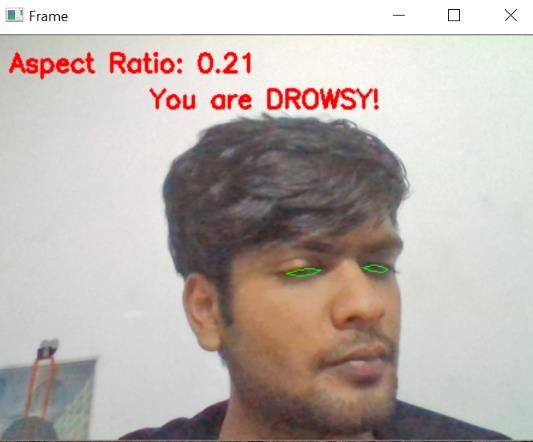 Frame
Aspect Ratio: 0.21
You are DROWSY!